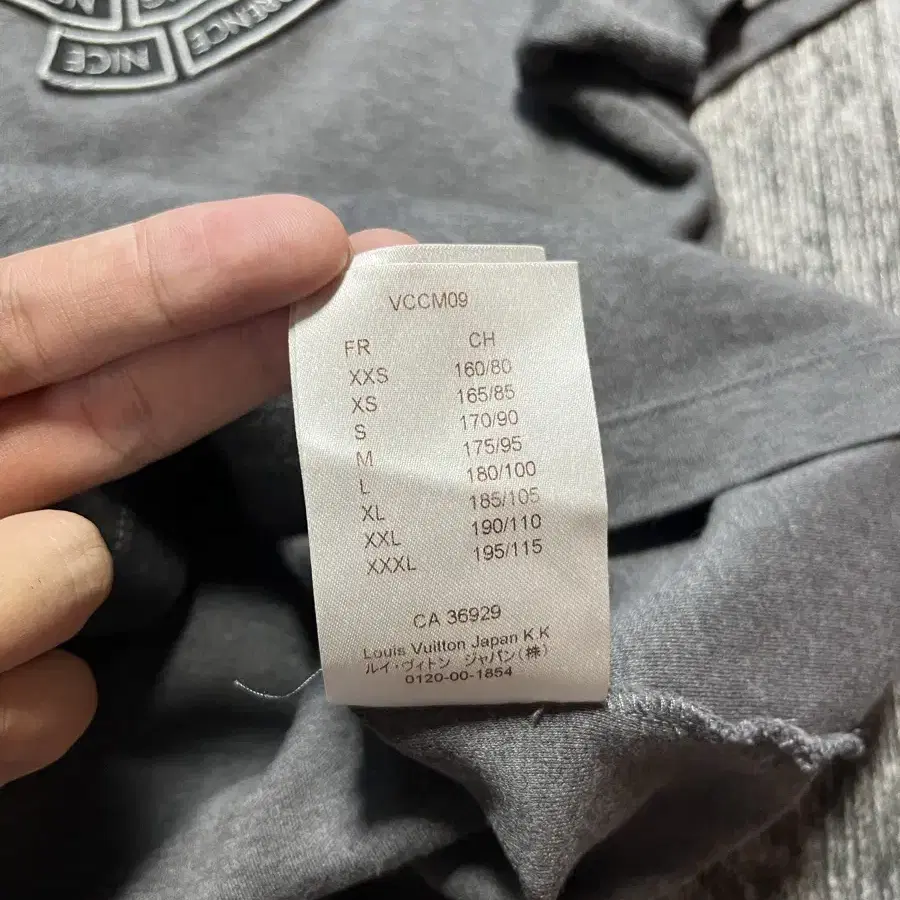 NICE
FLORENCE
VCCM09
FR CH
XXS 160/80
XS 165/85
S 170/90
M 175/95
L 180/100
XL 185/105
XXL 190/110
XXXL 195/115
CA 36929
Louis Vuitton Japan K.K
ルイ・ヴィトン ジャパン(株)
0120-00-1854